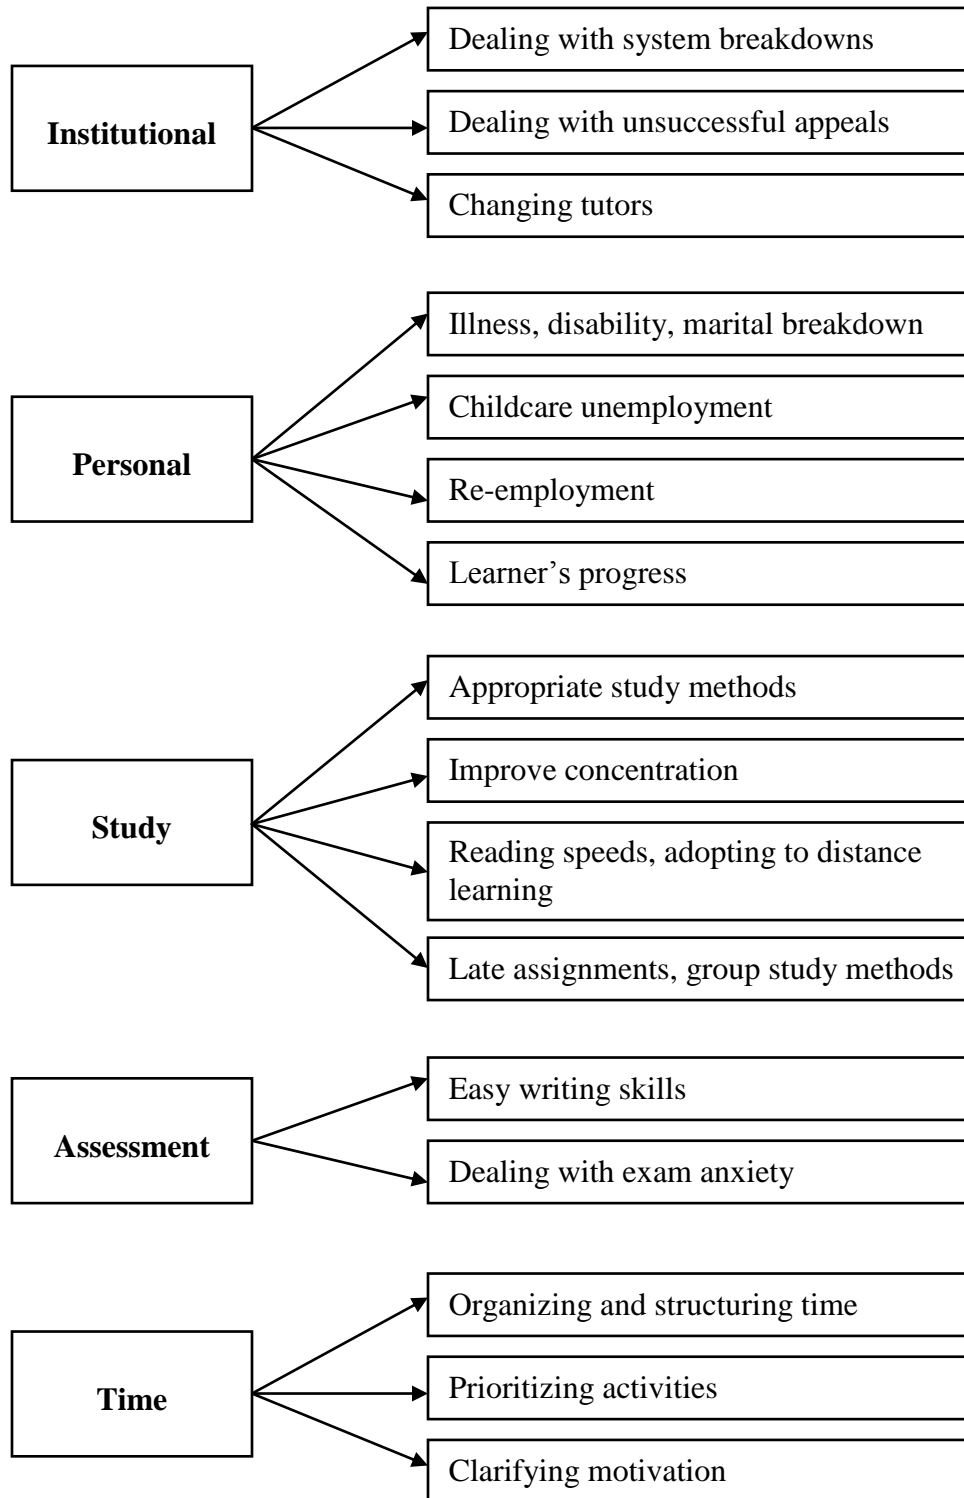 Institutional
Dealing with system breakdowns
Dealing with unsuccessful appeals
Changing tutors
Personal
Illness, disability, marital breakdown
Childcare unemployment
Re-employment
Learner’s progress
Study
Appropriate study methods
Improve concentration
Reading speeds, adopting to distance
learning
Late assignments, group study methods
Assessment
Easy writing skills
Dealing with exam anxiety
Time
Organizing and structuring time
Prioritizing activities
Clarifying motivation